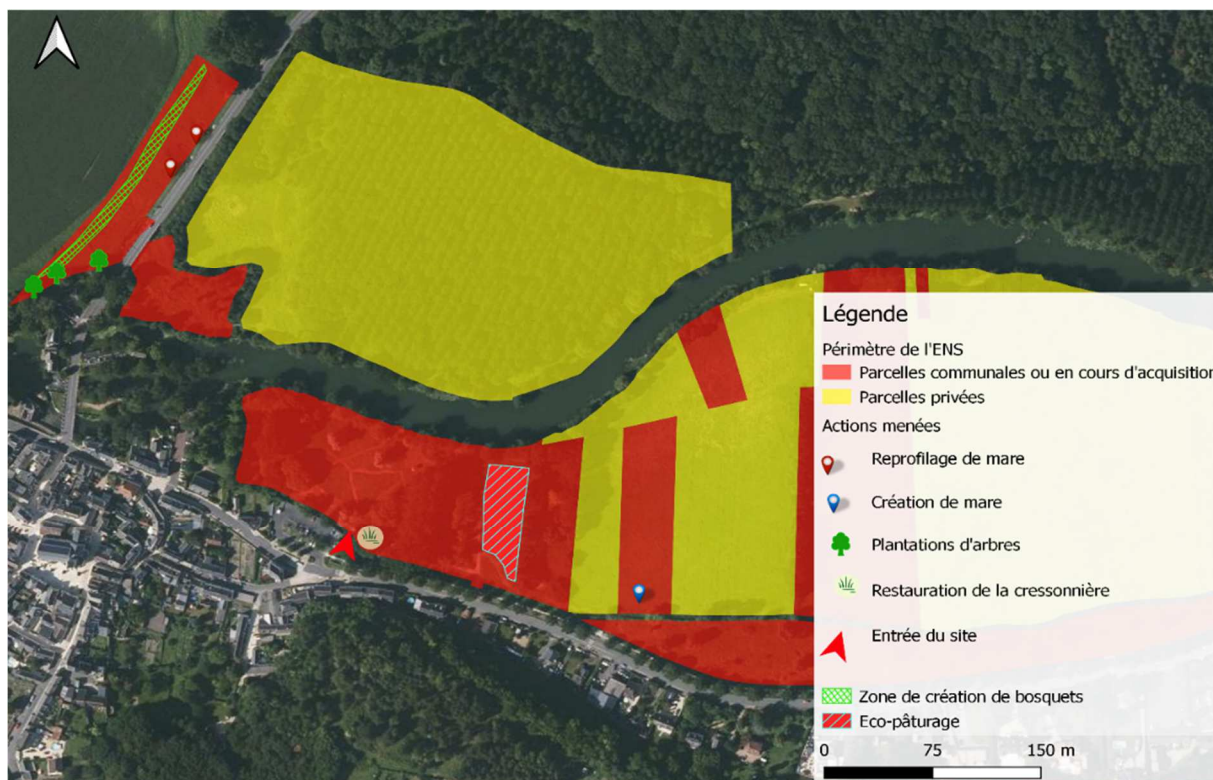 Légende
Périmètre de l'ENS
Parcelles communales ou en cours d'acquisition
Parcelles privées
Actions menées
Reprofilage de mare
Création de mare
Plantations d'arbres
Restauration de la cressonnière
Entrée du site
Zone de création de bosquets
Eco-pâturage
0 75 150 m